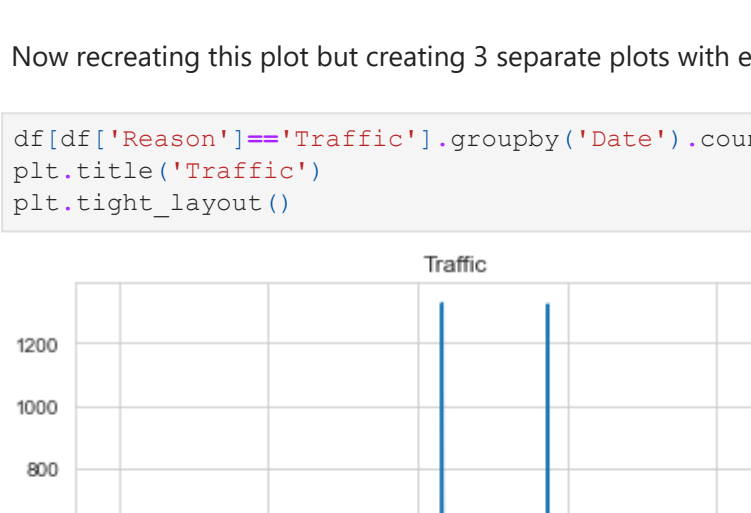 Now recreating this plot but creating 3 separate plots with
df[df['Reason']=='Traffic'].groupby('Date').cou
plt.title('Traffic')
plt.tight_layout()
Traffic
1200
1000
800